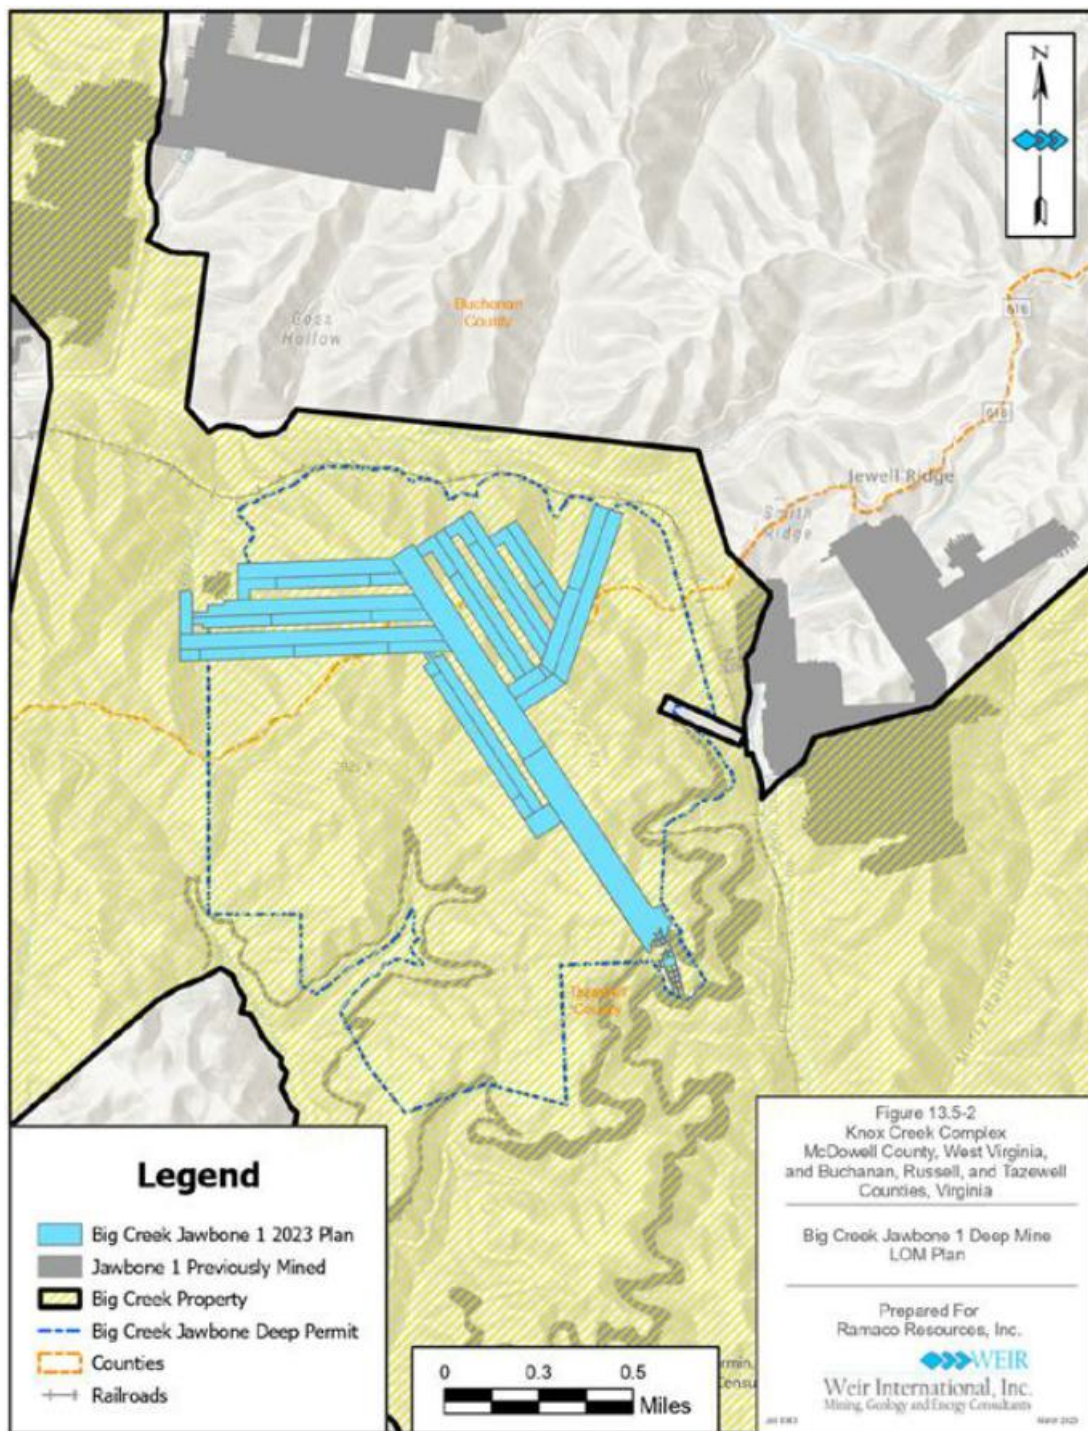 N
Buchanan
County
Goss
Hollow
616
616
Jewell Ridge
Smith
Ridge
Tazewell
County
Legend
Big Creek Jawbone 1 2023 Plan
Jawbone 1 Previously Mined
Big Creek Property
Big Creek Jawbone Deep Permit
Counties
Railroads
0 0.3 0.5
Miles
Figure 13.5-2
Knox Creek Complex
McDowell County, West Virginia,
and Buchanan, Russell, and Tazewell
Counties, Virginia
Big Creek Jawbone 1 Deep Mine
LOM Plan
Prepared For
Ramaco Resources, Inc.
WEIR
Weir International, Inc.
Mining, Geology and Energy Consultants
March 2023